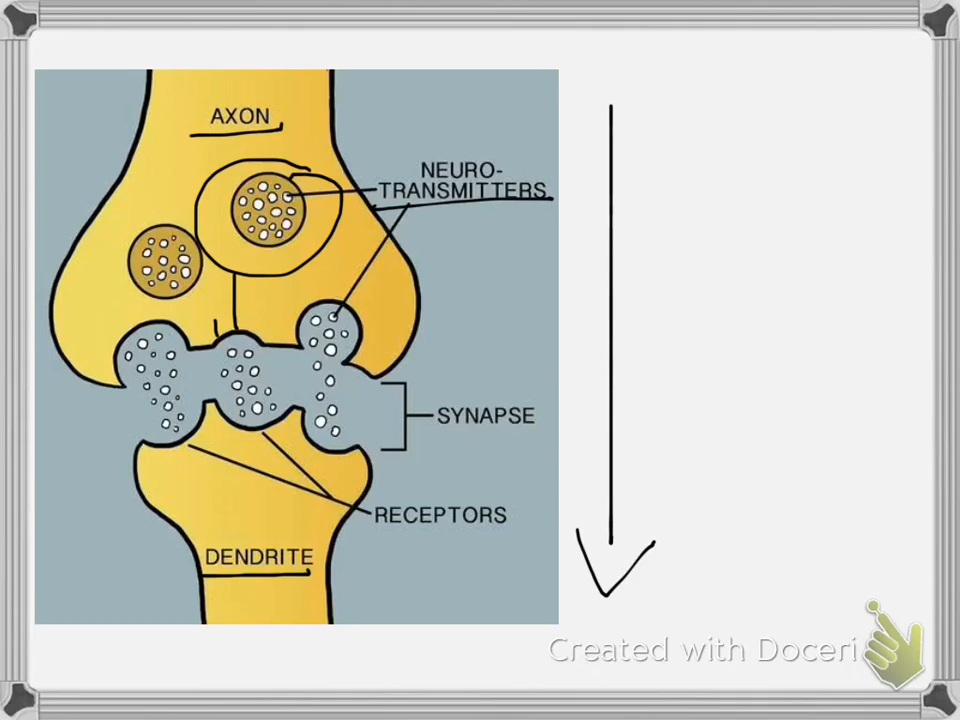 AXON
NEURO-
TRANSMITTERS
SYNAPSE
RECEPTORS
DENDRITE
Created with Doceri